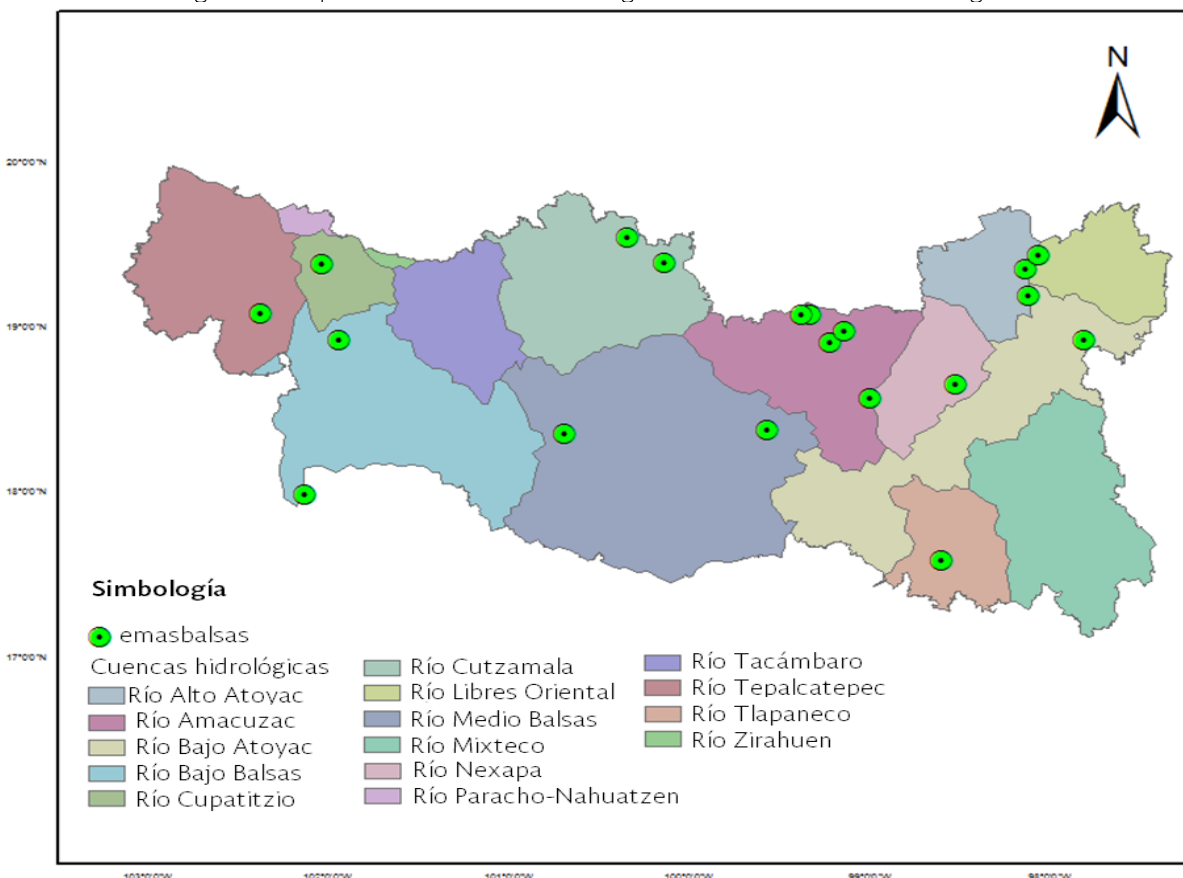 N
20°0'0"N
19°0'0"N
18°0'0"N
17°0'0"N
Simbología
emasbalsas
Cuencas hidrológicas
Río Alto Atoyac
Río Amacuzac
Río Bajo Atoyac
Río Bajo Balsas
Río Cupatitzio
Río Cutzamala
Río Libres Oriental
Río Medio Balsas
Río Mixteco
Río Nexapa
Río Paracho-Nahuatzen
Río Tacámbaro
Río Tepalcatepec
Río Tlapaneco
Río Zirahuen